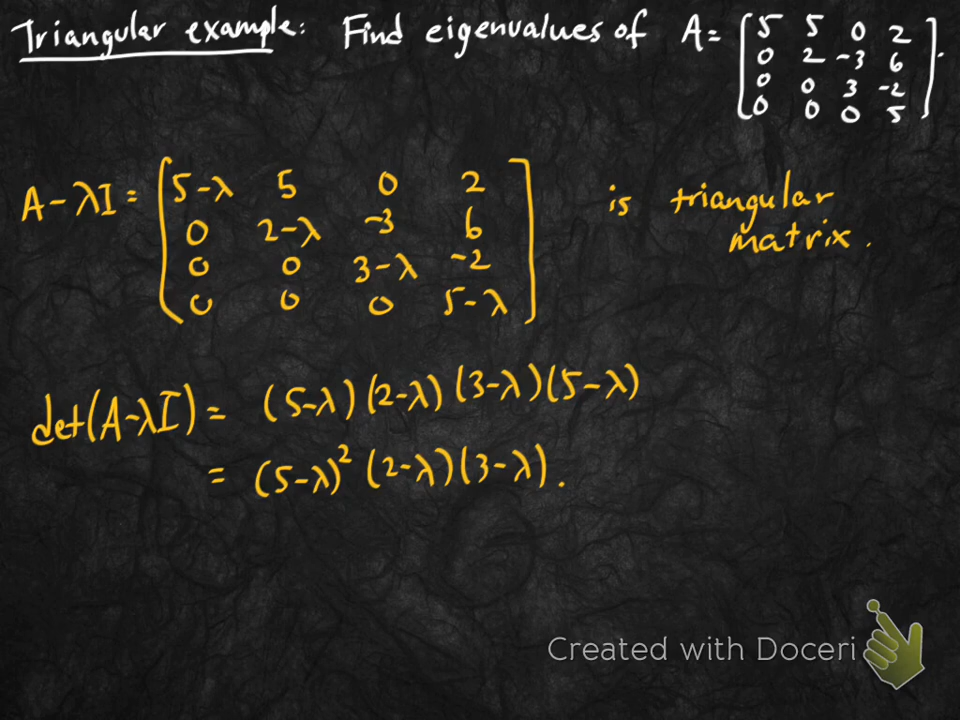 Triangular example: Find eigenvalues of A = [5 5 0 2
0 2 -3 6
0 0 3 -2
0 0 0 5].
A - λI = [5-λ 5 0 2
0 2-λ -3 6
0 0 3-λ -2
0 0 0 5-λ]
is triangular
matrix.
det(A-λI) = (5-λ)(2-λ)(3-λ)(5-λ)
= (5-λ)² (2-λ)(3-λ).
Created with Doceri